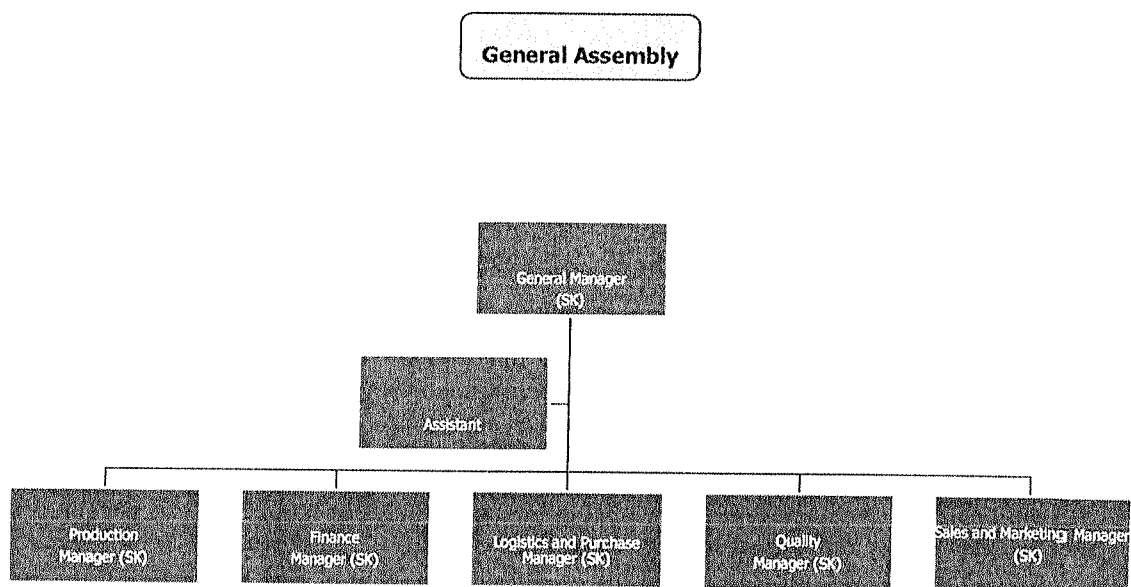 General Assembly
General Manager
(SK)
Assistant
Production
Manager (SK)
Finance
Manager (SK)
Logistics and Purchase
Manager (SK)
Quality
Manager (SK)
Sales and Marketing Manager
(SK)